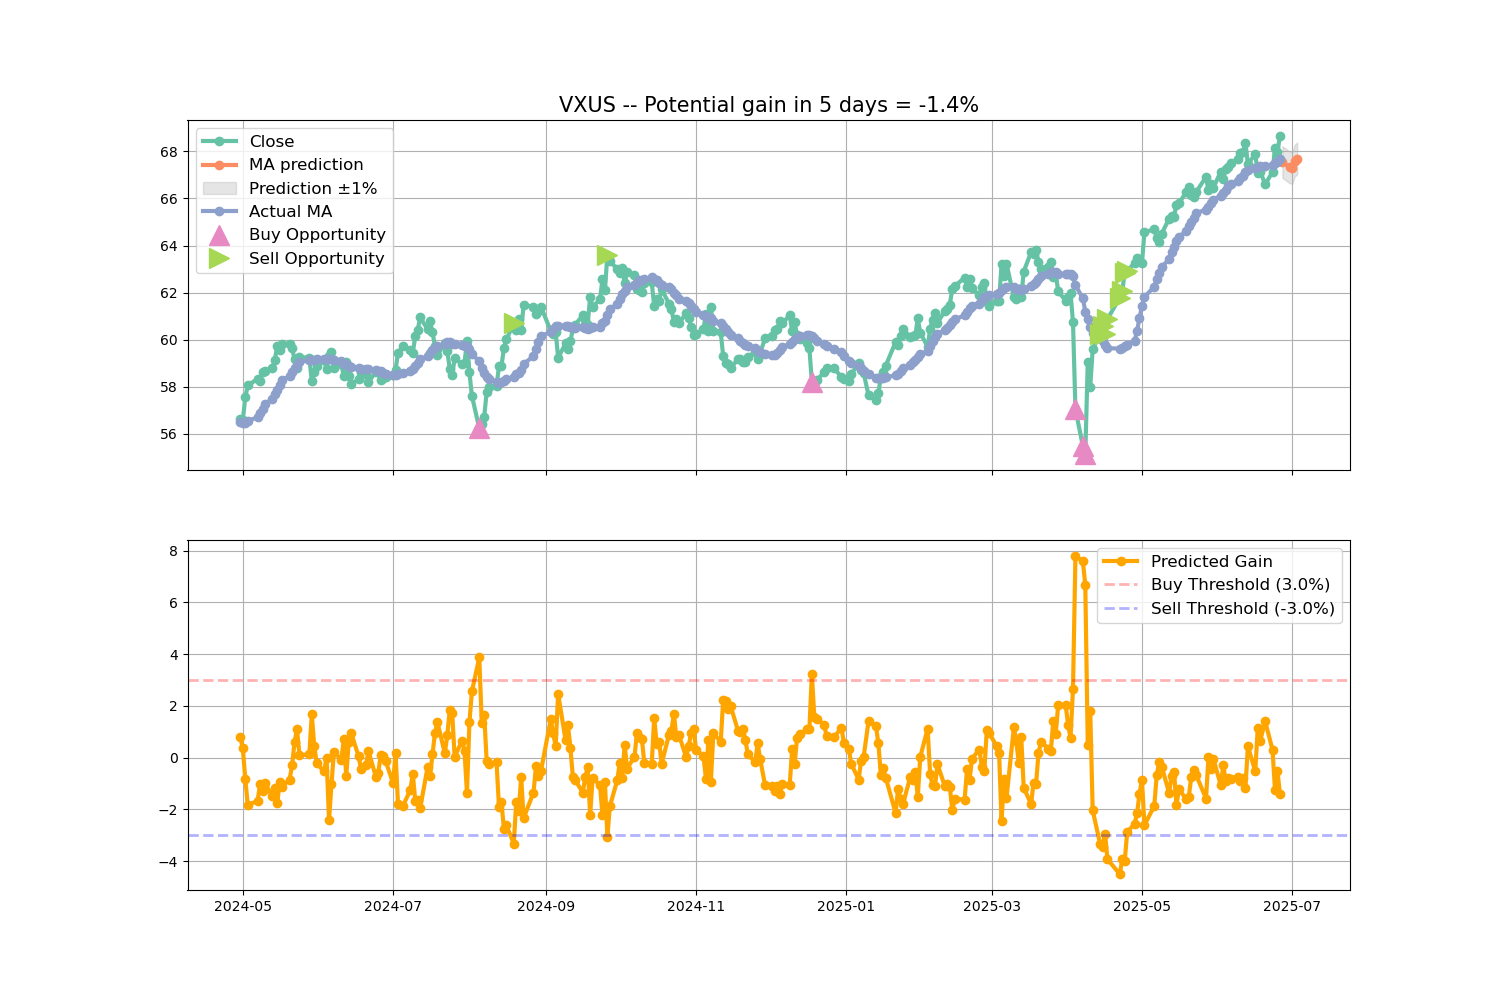 VXUS -- Potential gain in 5 days = -1.4%
Close
MA prediction
Prediction ±1%
Actual MA
Buy Opportunity
Sell Opportunity
68
66
64
62
60
58
56
Predicted Gain
Buy Threshold (3.0%)
Sell Threshold (-3.0%)
8
6
4
2
0
−2
−4
2024-05 2024-07 2024-09 2024-11 2025-01 2025-03 2025-05 2025-07